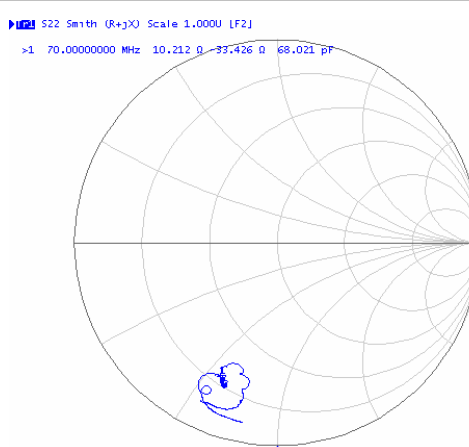 Tr1 S22 Smith (R+jX) Scale 1.000U [F2]
>1 70.00000000 MHz 10.212 Ω -33.426 Ω 68.021 pF